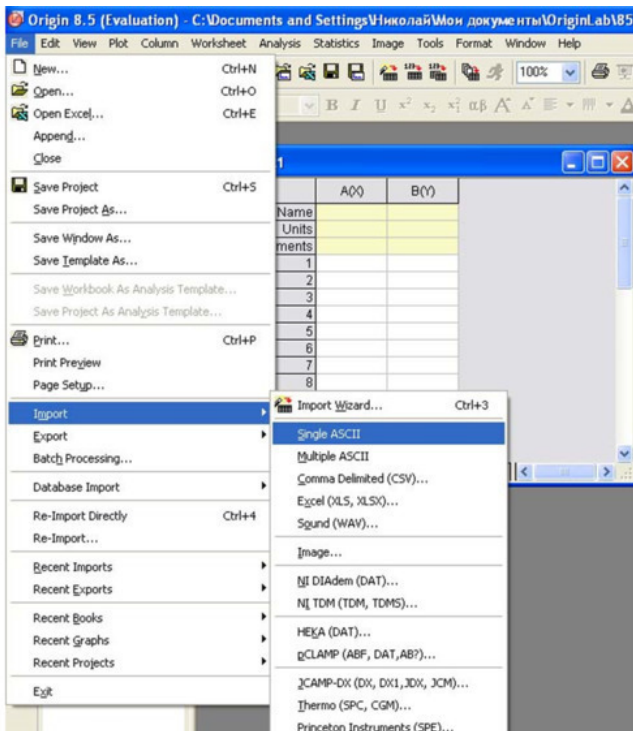 Origin 8.5 (Evaluation) - C:\Documents and Settings\Николай\Мои документы\OriginLab\85
File Edit View Plot Column Worksheet Analysis Statistics Image Tools Format Window Help
New... Ctrl+N
100%
Open... Ctrl+O
Open Excel... Ctrl+E
B I U x² x₂ αβ A A
Append...
Close
1
Save Project Ctrl+S
A(X) B(Y)
Save Project As...
Name
Units
Save Window As...
ments
Save Template As...
1
2
Save Workbook As Analysis Template...
3
Save Project As Analysis Template...
4
5
Print... Ctrl+P
6
Print Preview
7
Page Setup...
8
Import
Export
Batch Processing...
Database Import
Re-Import Directly Ctrl+4
Re-Import...
Recent Imports
Recent Exports
Recent Books
Recent Graphs
Recent Projects
Exit
Import Wizard... Ctrl+3
Single ASCII
Multiple ASCII
Comma Delimited (CSV)...
Excel (XLS, XLSX)...
Sound (WAV)...
Image...
NI DIAdem (DAT)...
NI TDM (TDM, TDMS)...
HEKA (DAT)...
pCLAMP (ABF, DAT,AB?)...
JCAMP-DX (DX, DX1,JDX, JCM)...
Thermo (SPC, CGM)...
Princeton Instruments (SPE)...